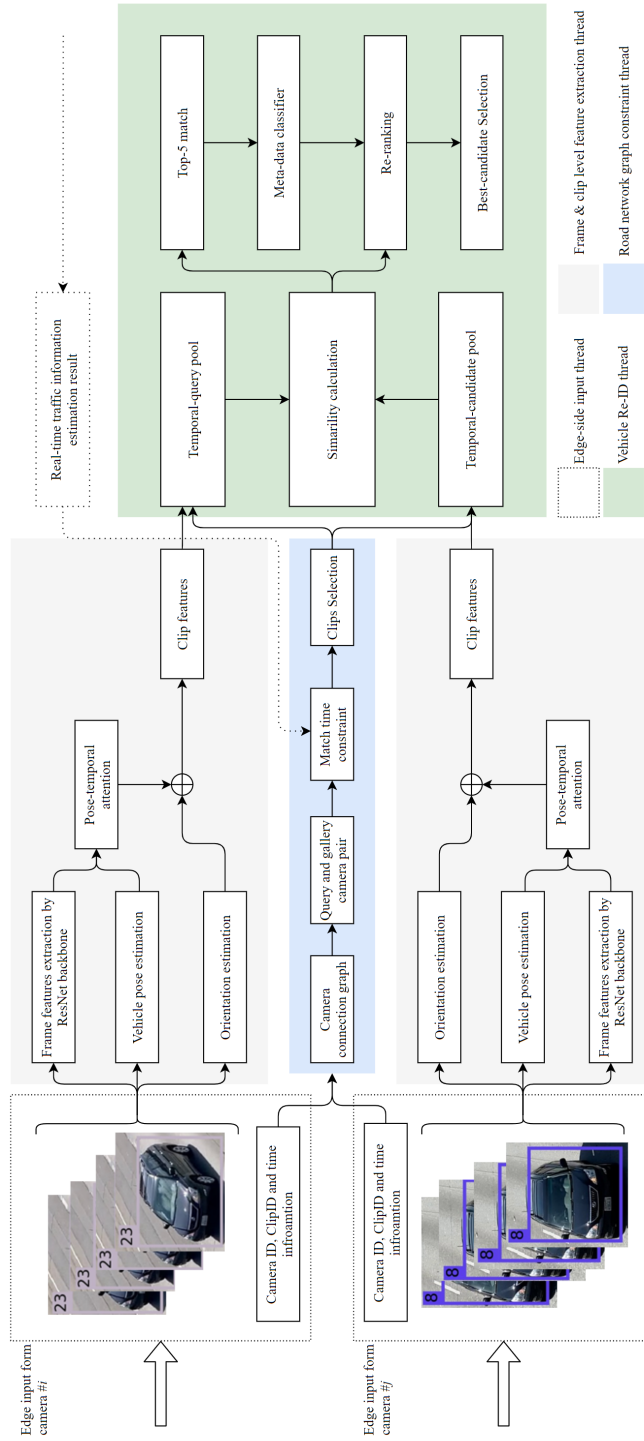 Edge input form
camera #i
23
23
23
23
Camera ID, ClipID and time
infroamtion
Frame features extraction by
ResNet backbone
Vehicle pose estimation
Orientation estimation
Pose-temporal
attention
Clip features
Real-time traffic information
estimation result
Camera
connection graph
Query and gallery
camera pair
Match time
constraint
Clips Selection
Edge input form
camera #j
Camera ID, ClipID and time
infroamtion
8
8
8
8
Orientation estimation
Vehicle pose estimation
Frame features extraction by
ResNet backbone
Pose-temporal
attention
Clip features
Temporal-query pool
Simarility calculation
Temporal-candidate pool
Top-5 match
Meta-data classifier
Re-ranking
Best-candidate Selection
Edge-side input thread
Frame & clip level feature extraction thread
Vehicle Re-ID thread
Road network graph constraint thread